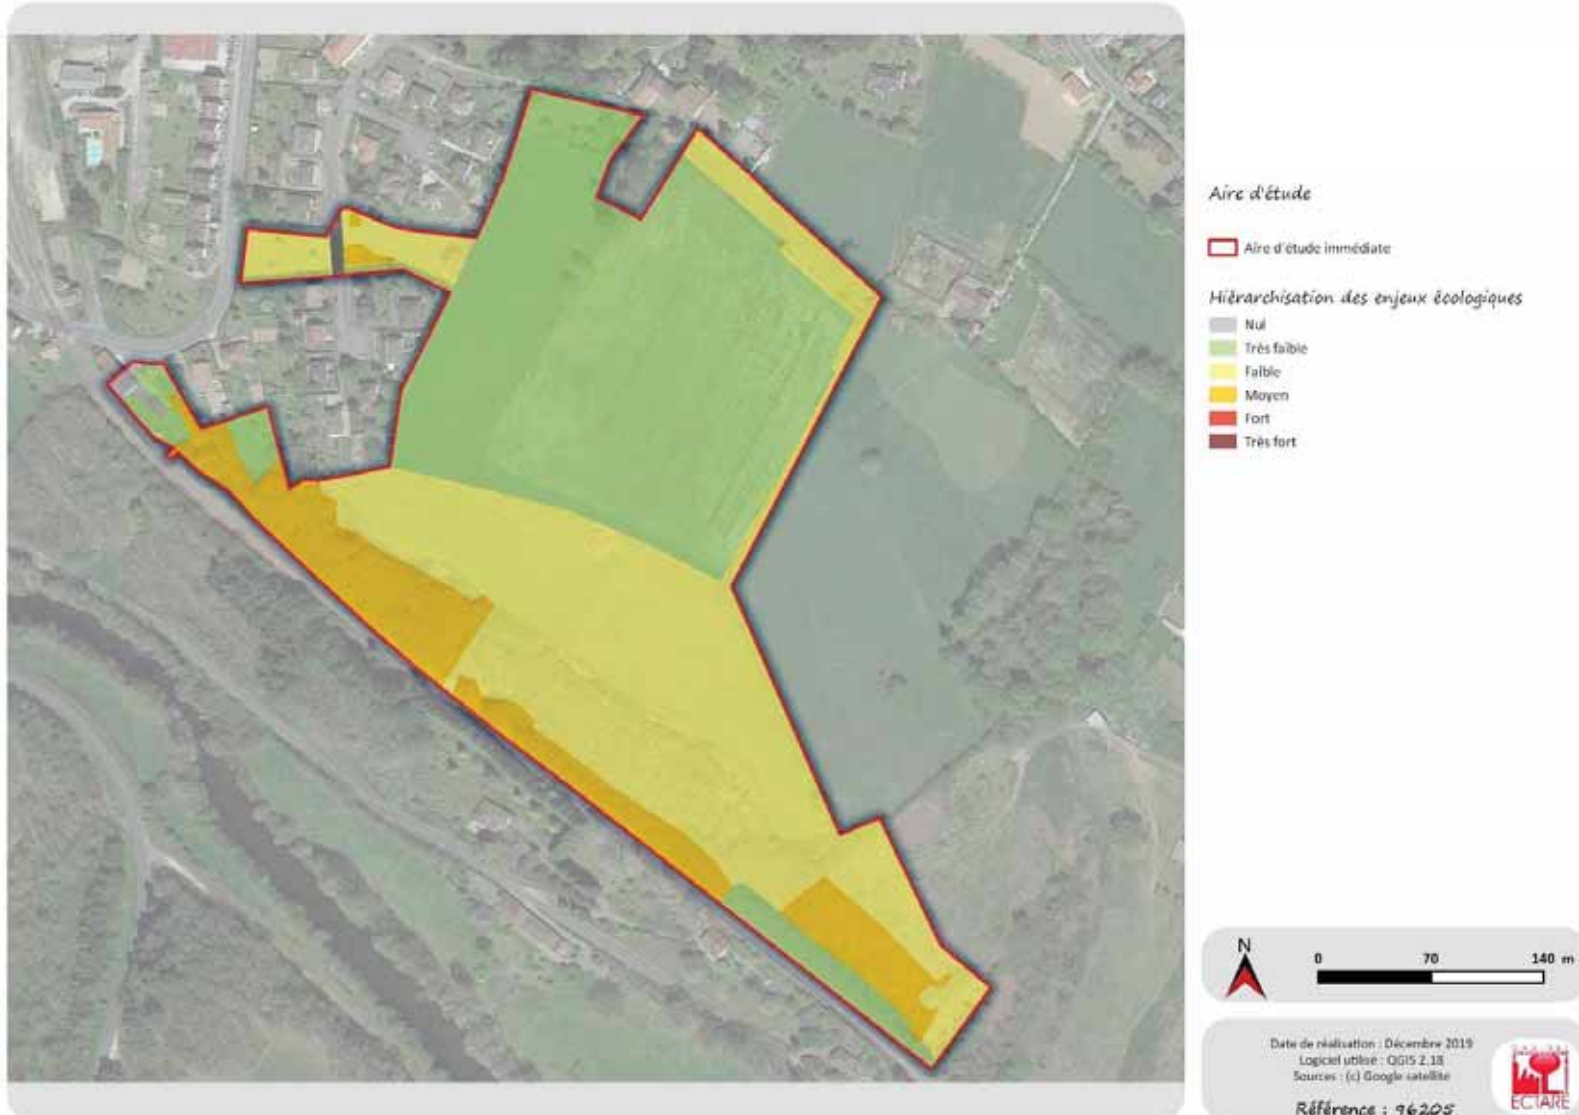 Aire d'étude
Aire d'étude immédiate
Hiérarchisation des enjeux écologiques
Nul
Très faible
Faible
Moyen
Fort
Très fort
N
0 70 140 m
Date de réalisation : Décembre 2019
Logiciel utilisé : QGIS 2.18
Sources : (c) Google satellite
Référence : 96205
ECTARE